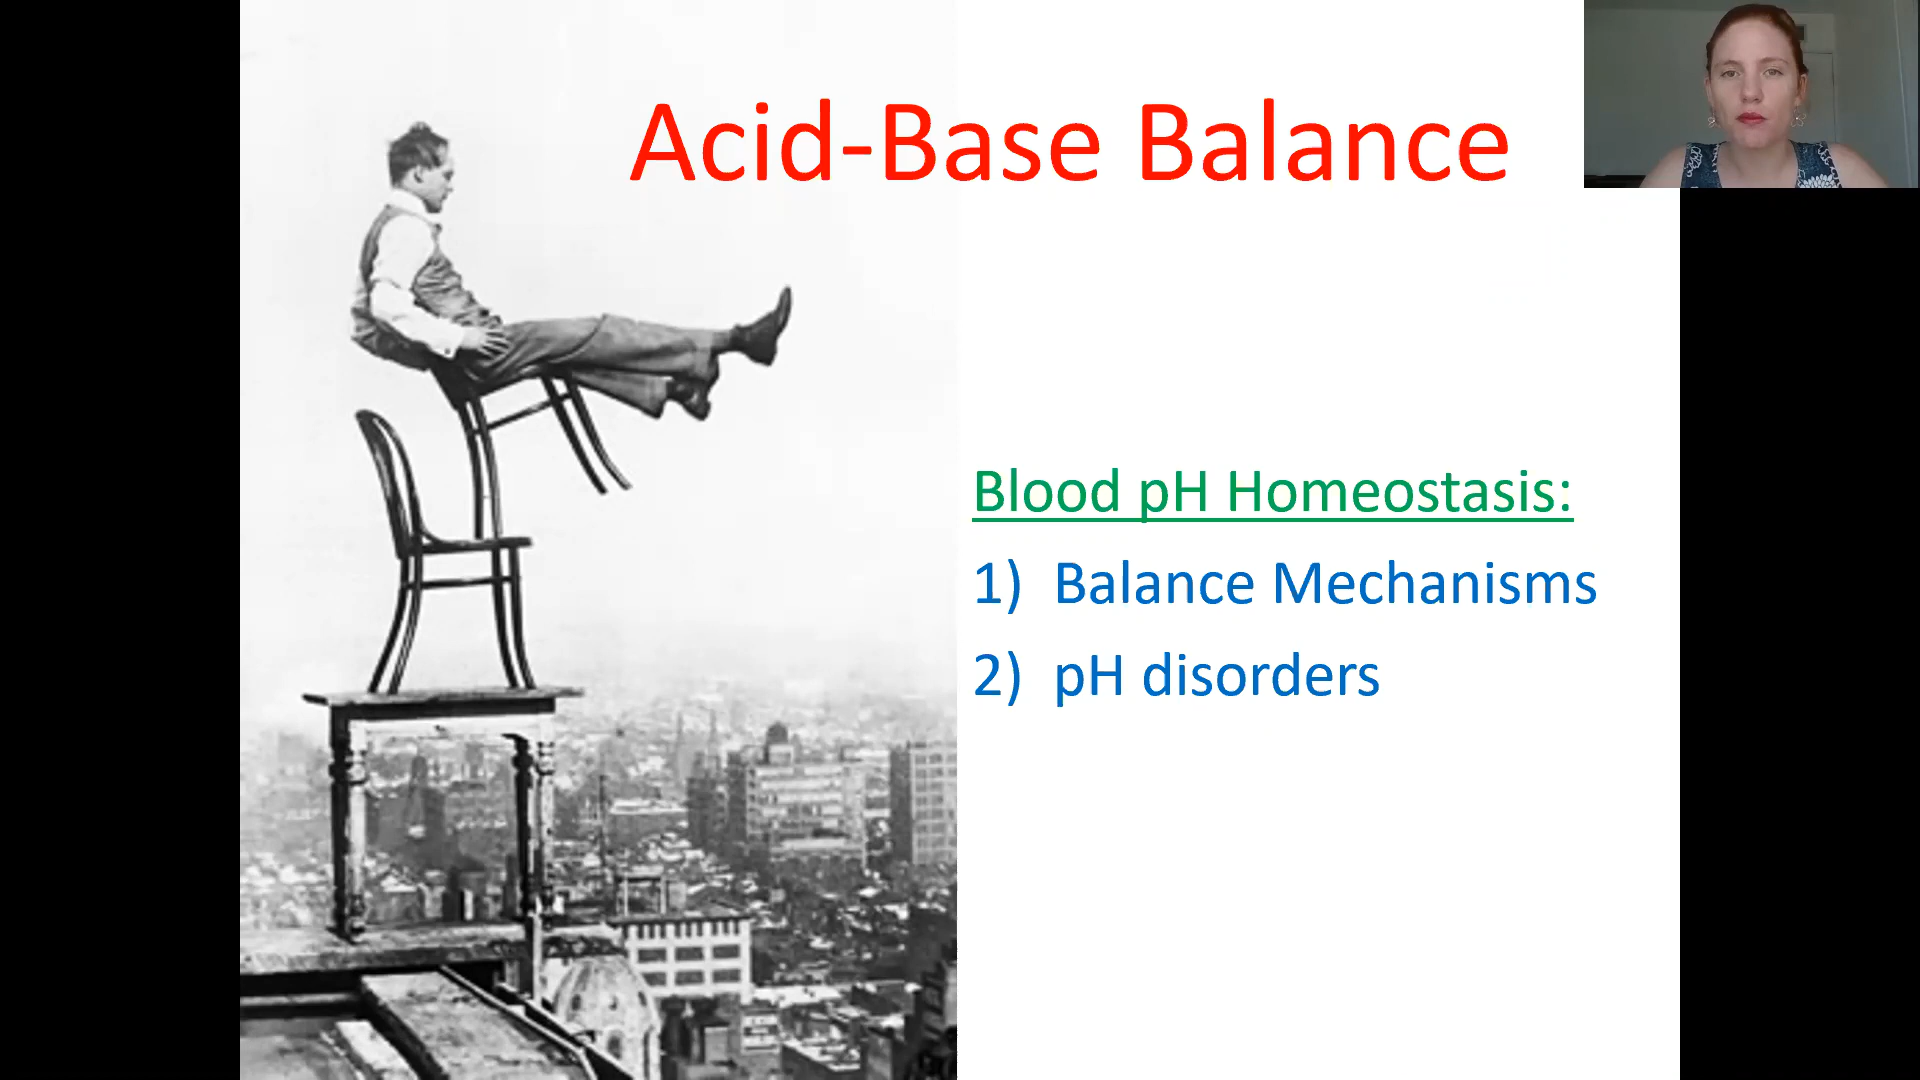 Acid-Base Balance
Blood pH Homeostasis:
1) Balance Mechanisms
2) pH disorders